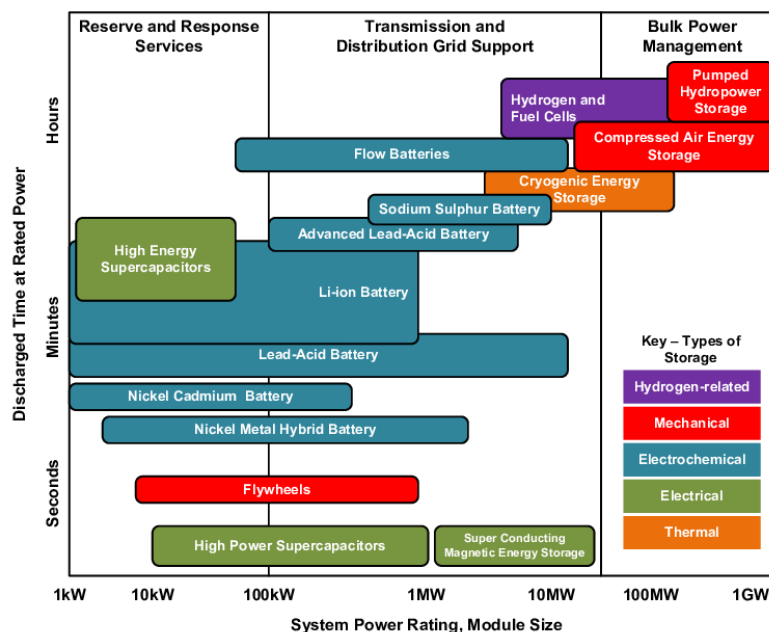 Reserve and Response
Services
Transmission and
Distribution Grid Support
Bulk Power
Management
Discharged Time at Rated Power
Hours
Minutes
Seconds
Pumped
Hydropower
Storage
Hydrogen and
Fuel Cells
Compressed Air Energy
Storage
Flow Batteries
Cryogenic Energy
Storage
Sodium Sulphur Battery
Advanced Lead-Acid Battery
High Energy
Supercapacitors
Li-ion Battery
Lead-Acid Battery
Nickel Cadmium Battery
Nickel Metal Hybrid Battery
Flywheels
High Power Supercapacitors
Super Conducting
Magnetic Energy Storage
Key – Types of
Storage
Hydrogen-related
Mechanical
Electrochemical
Electrical
Thermal
1kW
10kW
100kW
1MW
10MW
100MW
1GW
System Power Rating, Module Size